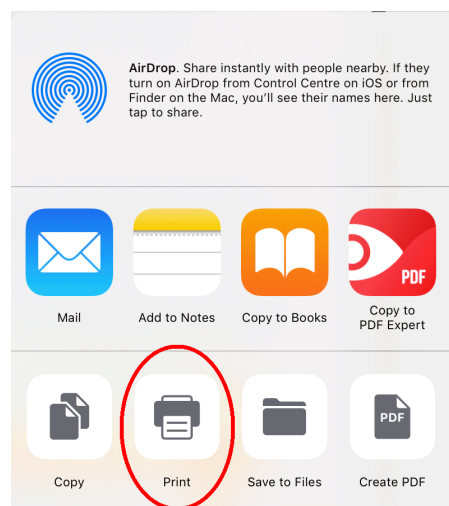 AirDrop. Share instantly with people nearby. If they
turn on AirDrop from Control Centre on iOS or from
Finder on the Mac, you’ll see their names here. Just
tap to share.
PDF
Mail
Add to Notes
Copy to Books
Copy to
PDF Expert
PDF
Copy
Print
Save to Files
Create PDF